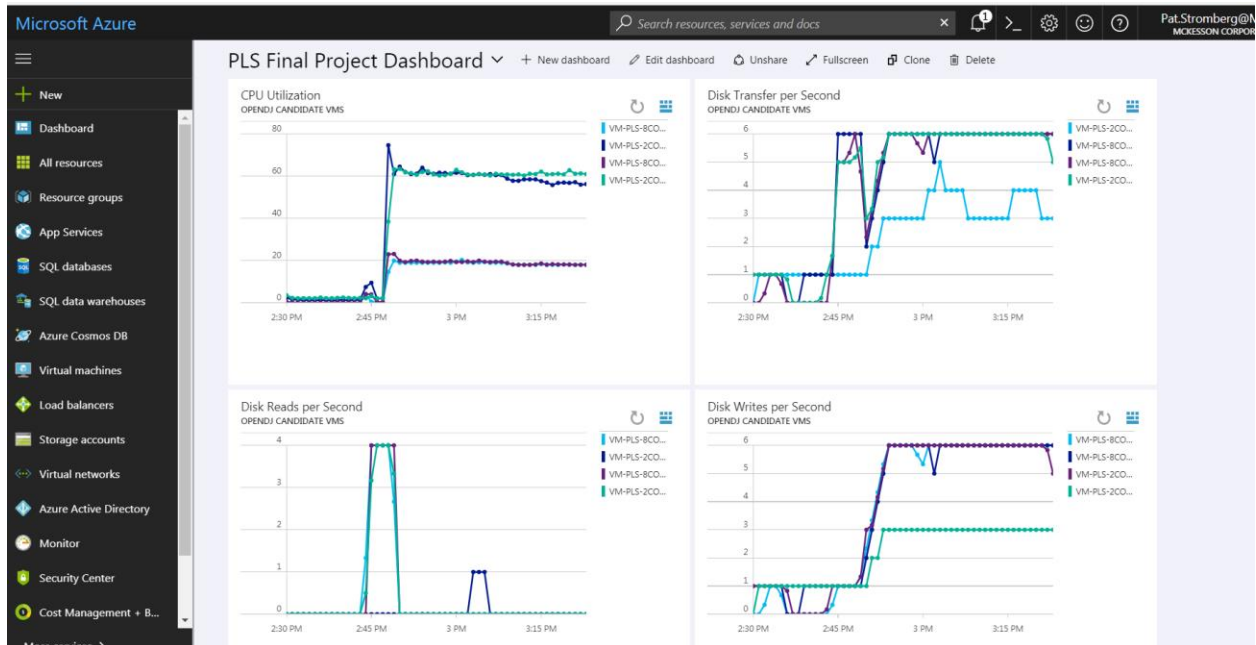 Microsoft Azure
Search resources, services and docs
1
Pat.Stromberg@M
MCKESSON CORPOR
PLS Final Project Dashboard
+ New dashboard
Edit dashboard
Unshare
Fullscreen
Clone
Delete
New
Dashboard
All resources
Resource groups
App Services
SQL databases
SQL data warehouses
Azure Cosmos DB
Virtual machines
Load balancers
Storage accounts
Virtual networks
Azure Active Directory
Monitor
Security Center
Cost Management + B...
CPU Utilization
OPENDJ CANDIDATE VMS
80
60
40
20
0
2:30 PM 2:45 PM 3 PM 3:15 PM
VM-PLS-8CO...
VM-PLS-2CO...
VM-PLS-8CO...
VM-PLS-2CO...
Disk Transfer per Second
OPENDJ CANDIDATE VMS
6
5
4
3
2
1
0
2:30 PM 2:45 PM 3 PM 3:15 PM
VM-PLS-2CO...
VM-PLS-8CO...
VM-PLS-8CO...
VM-PLS-2CO...
Disk Reads per Second
OPENDJ CANDIDATE VMS
4
3
2
1
0
2:30 PM 2:45 PM 3 PM 3:15 PM
VM-PLS-8CO...
VM-PLS-2CO...
VM-PLS-8CO...
VM-PLS-2CO...
Disk Writes per Second
OPENDJ CANDIDATE VMS
6
5
4
3
2
1
0
2:30 PM 2:45 PM 3 PM 3:15 PM
VM-PLS-8CO...
VM-PLS-8CO...
VM-PLS-2CO...
VM-PLS-2CO...